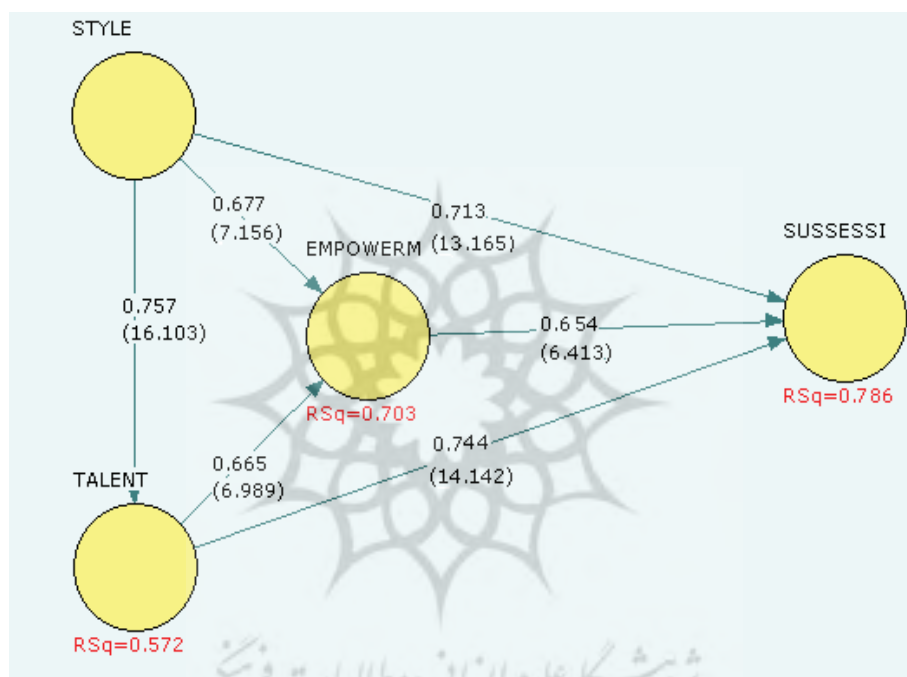 STYLE
0.677
(7.156)
0.713
(13.165)
EMPOWERM
SUSSESSI
0.757
(16.103)
0.654
(6.413)
RSq=0.703
RSq=0.786
0.665
(6.989)
0.744
(14.142)
TALENT
RSq=0.572